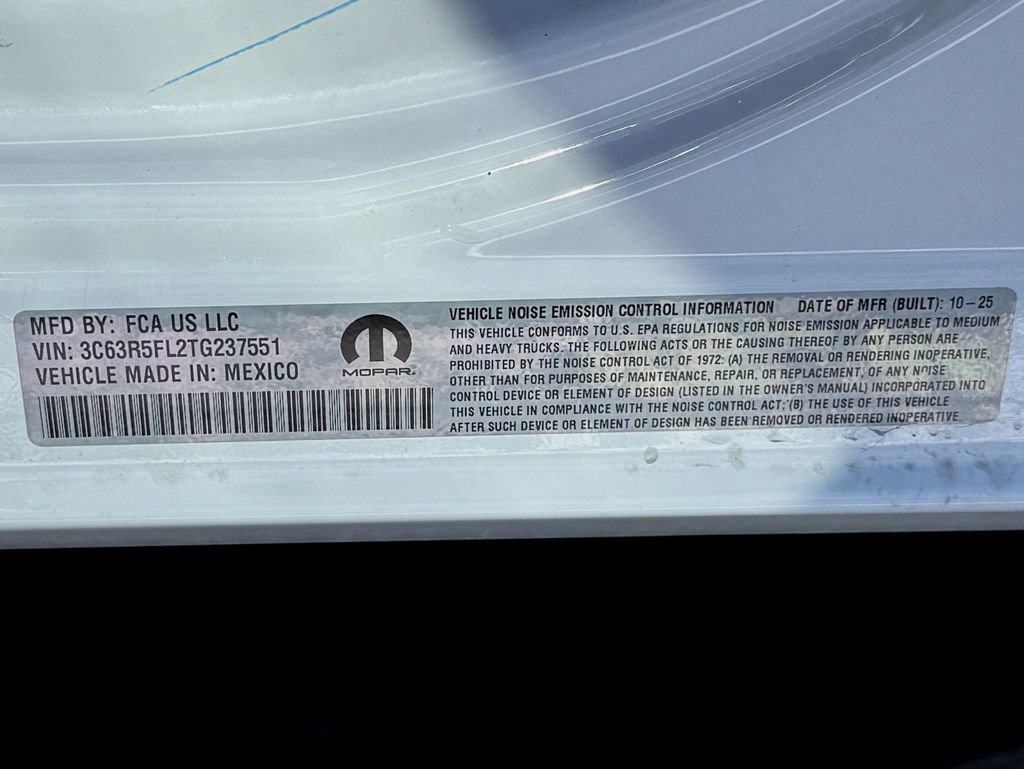 MFD BY: FCA US LLC
VIN: 3C63R5FL2TG237551
VEHICLE MADE IN: MEXICO
MOPAR®
VEHICLE NOISE EMISSION CONTROL INFORMATION DATE OF MFR (BUILT): 10-25
THIS VEHICLE CONFORMS TO U.S. EPA REGULATIONS FOR NOISE EMISSION APPLICABLE TO MEDIUM
AND HEAVY TRUCKS. THE FOLLOWING ACTS OR THE CAUSING THEREOF BY ANY PERSON ARE
PROHIBITED BY THE NOISE CONTROL ACT OF 1972: (A) THE REMOVAL OR RENDERING INOPERATIVE,
OTHER THAN FOR PURPOSES OF MAINTENANCE, REPAIR, OR REPLACEMENT, OF ANY NOISE
CONTROL DEVICE OR ELEMENT OF DESIGN (LISTED IN THE OWNER'S MANUAL) INCORPORATED INTO
THIS VEHICLE IN COMPLIANCE WITH THE NOISE CONTROL ACT; (B) THE USE OF THIS VEHICLE
AFTER SUCH DEVICE OR ELEMENT OF DESIGN HAS BEEN REMOVED OR RENDERED INOPERATIVE.